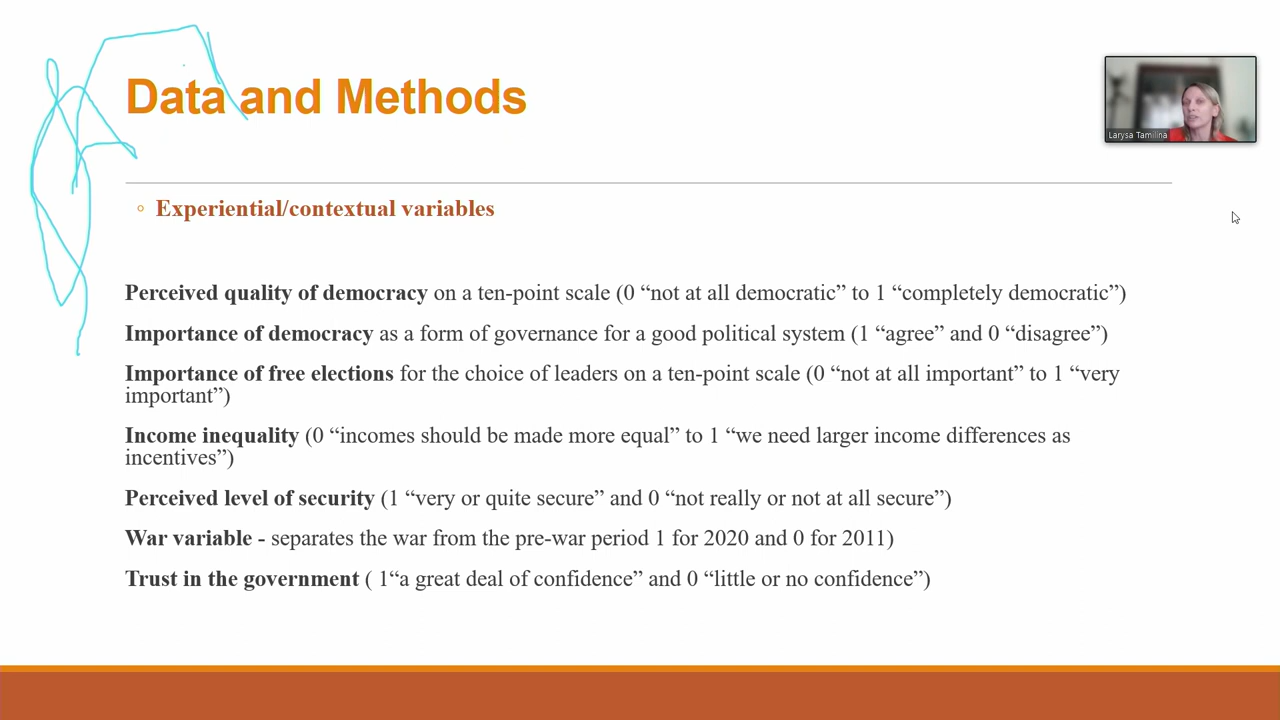 Data and Methods
Larysa Tamilina
Experiential/contextual variables
Perceived quality of democracy on a ten-point scale (0 “not at all democratic” to 1 “completely democratic”)
Importance of democracy as a form of governance for a good political system (1 “agree” and 0 “disagree”)
Importance of free elections for the choice of leaders on a ten-point scale (0 “not at all important” to 1 “very
important”)
Income inequality (0 “incomes should be made more equal” to 1 “we need larger income differences as
incentives”)
Perceived level of security (1 “very or quite secure” and 0 “not really or not at all secure”)
War variable - separates the war from the pre-war period 1 for 2020 and 0 for 2011)
Trust in the government ( 1“a great deal of confidence” and 0 “little or no confidence”)